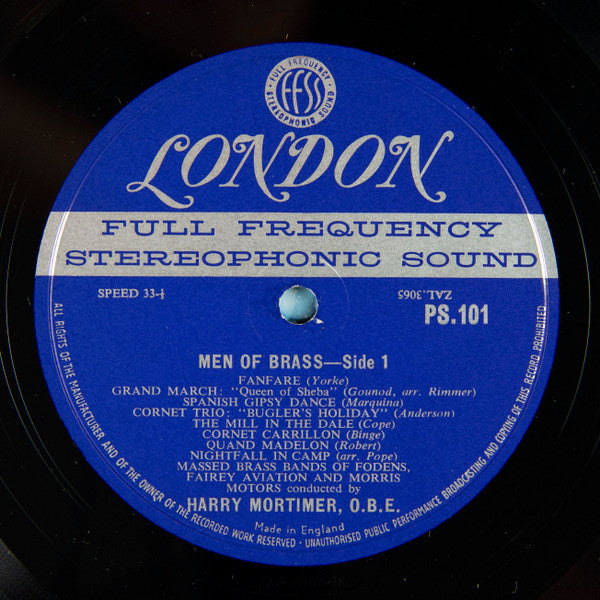 FULL FREQUENCY
FFSS
STEREOPHONIC SOUND
LONDON
FULL FREQUENCY
STEREOPHONIC SOUND
SPEED 33-⅓
ZAL.3065
PS.101
MEN OF BRASS—Side 1
FANFARE (Yorke)
GRAND MARCH: "Queen of Sheba" (Gounod, arr. Rimmer)
SPANISH GIPSY DANCE (Marquina)
CORNET TRIO: "BUGLER'S HOLIDAY" (Anderson)
THE MILL IN THE DALE (Cope)
CORNET CARRILLON (Binge)
QUAND MADELON (Robert)
NIGHTFALL IN CAMP (arr. Pope)
MASSED BRASS BANDS OF FODENS,
FAIREY AVIATION AND MORRIS
MOTORS conducted by
HARRY MORTIMER, O.B.E.
Made in England
ALL RIGHTS OF THE MANUFACTURER AND OF THE OWNER OF THE RECORDED WORK RESERVED · UNAUTHORISED PUBLIC PERFORMANCE BROADCASTING AND COPYING OF THIS RECORD PROHIBITED